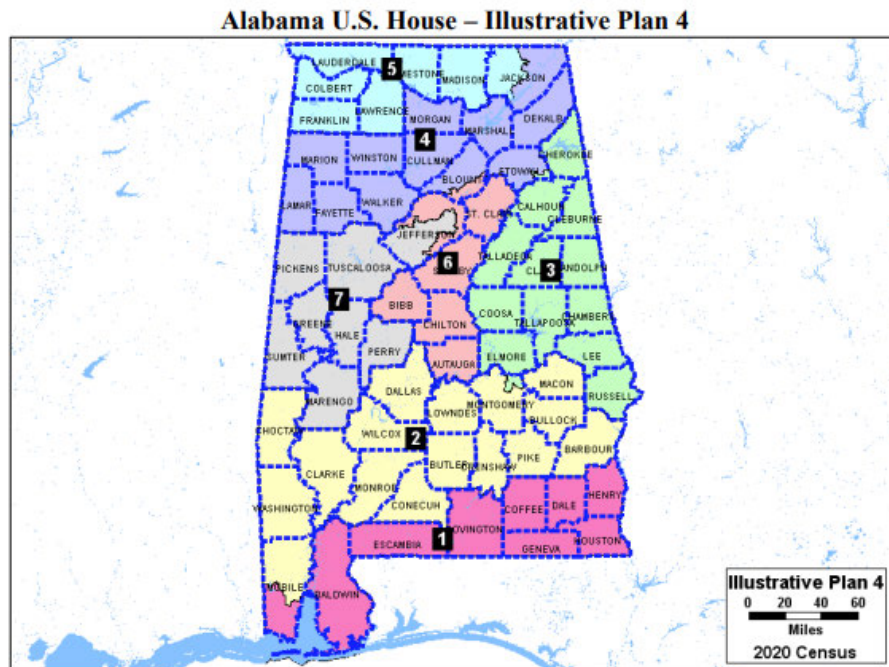 Alabama U.S. House – Illustrative Plan 4
LAUDERDALE
5
MESTONE
MADISON
JACKSON
COLBERT
LAWRENCE
FRANKLIN
MORGAN
MARSHALL
DEKALB
4
CULLMAN
CHEROKEE
MARION
WINSTON
BLOUNT
ETOWAH
LAMAR
FAYETTE
WALKER
ST. CLAIR
CALHOUN
CLEBURNE
JEFFERSON
6
SHELBY
TALLADEGA
CL
3
RANDOLPH
PICKENS
TUSCALOOSA
7
BIBB
GREENE
HALE
CHILTON
COOSA
TALLAPOOSA
CHAMBERS
SUMTER
PERRY
AUTAUGA
ELMORE
LEE
MARENGO
DALLAS
MACON
RUSSELL
LOWNDES
MONTGOMERY
BULLOCK
CHOCTAW
WILCOX
2
BARBOUR
CLARKE
BUTLER
CRENSHAW
PIKE
MONROE
WASHINGTON
CONECUH
COFFEE
DALE
HENRY
ESCAMBIA
1
COVINGTON
GENEVA
HOUSTON
MOBILE
BALDWIN
Illustrative Plan 4
0 20 40 60
Miles
2020 Census